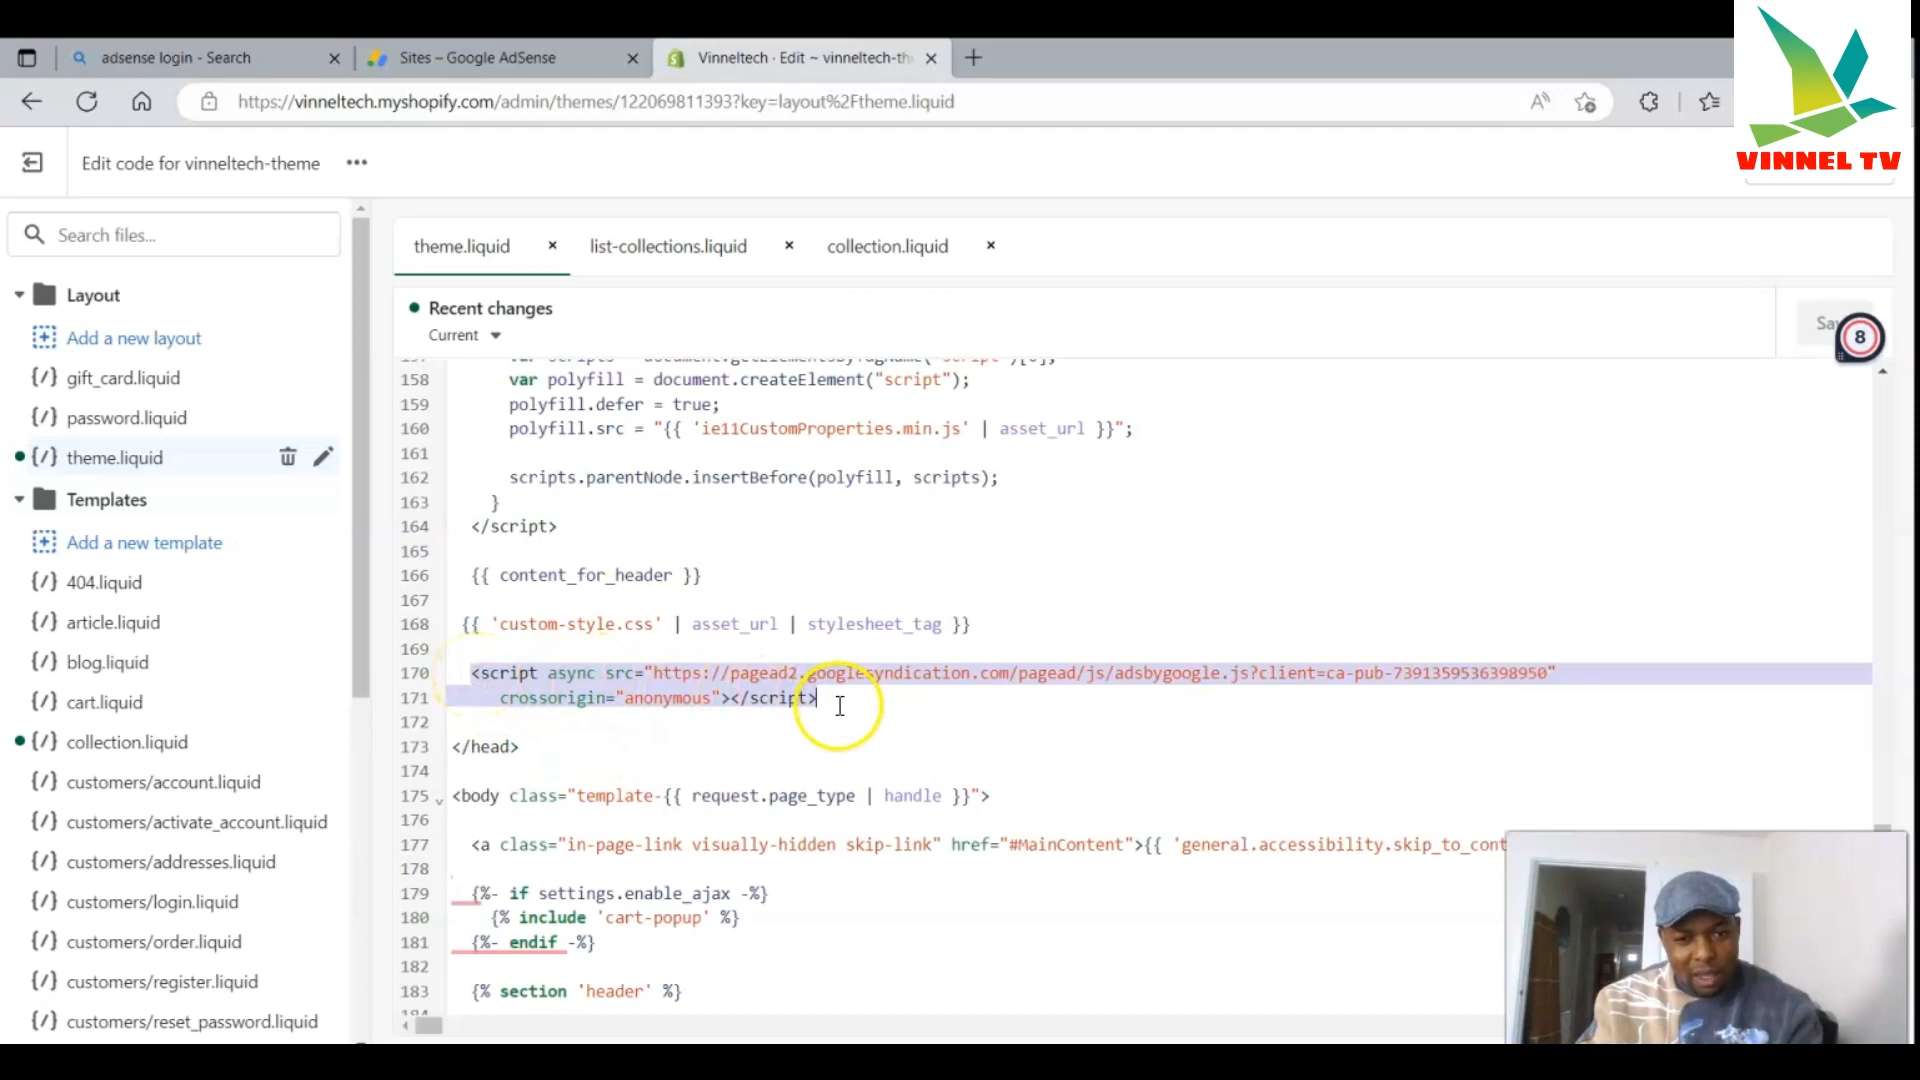 adsense login - Search
Sites – Google AdSense
Vinneltech · Edit ~ vinneltech-th
https://vinneltech.myshopify.com/admin/themes/122069811393?key=layout%2Ftheme.liquid
VINNEL TV
Edit code for vinneltech-theme
Search files...
theme.liquid
list-collections.liquid
collection.liquid
Layout
Add a new layout
gift_card.liquid
password.liquid
theme.liquid
Templates
Add a new template
404.liquid
article.liquid
blog.liquid
cart.liquid
collection.liquid
customers/account.liquid
customers/activate_account.liquid
customers/addresses.liquid
customers/login.liquid
customers/order.liquid
customers/register.liquid
customers/reset_password.liquid
Recent changes
Current
8
158 var polyfill = document.createElement("script");
159 polyfill.defer = true;
160 polyfill.src = "{{ 'ie11CustomProperties.min.js' | asset_url }}";
161
162 scripts.parentNode.insertBefore(polyfill, scripts);
163 }
164 </script>
165
166 {{ content_for_header }}
167
168 {{ 'custom-style.css' | asset_url | stylesheet_tag }}
169
170 <script async src="https://pagead2.googlesyndication.com/pagead/js/adsbygoogle.js?client=ca-pub-7391359536398950"
171 crossorigin="anonymous"></script>
172
173 </head>
174
175 <body class="template-{{ request.page_type | handle }}">
176
177 <a class="in-page-link visually-hidden skip-link" href="#MainContent">{{ 'general.accessibility.skip_to_cont
178
179 {%- if settings.enable_ajax -%}
180 {% include 'cart-popup' %}
181 {%- endif -%}
182
183 {% section 'header' %}